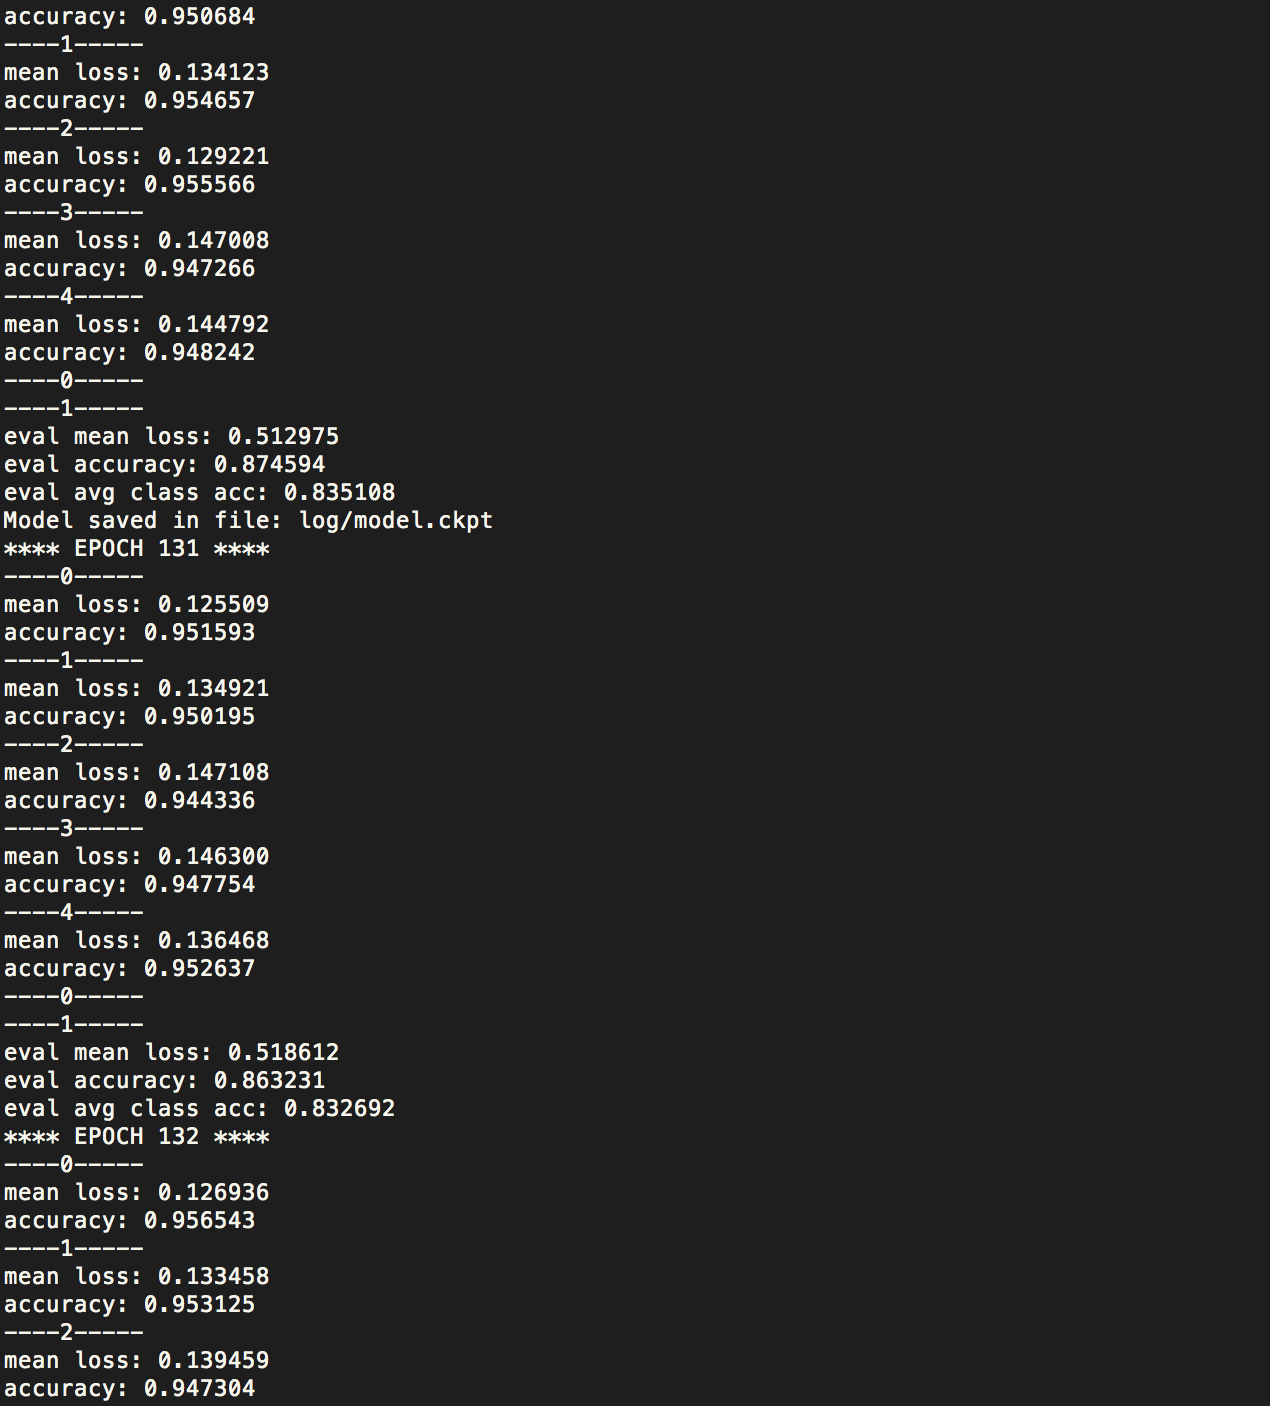 accuracy: 0.950684
----1-----
mean loss: 0.134123
accuracy: 0.954657
----2-----
mean loss: 0.129221
accuracy: 0.955566
----3-----
mean loss: 0.147008
accuracy: 0.947266
----4-----
mean loss: 0.144792
accuracy: 0.948242
----0-----
----1-----
eval mean loss: 0.512975
eval accuracy: 0.874594
eval avg class acc: 0.835108
Model saved in file: log/model.ckpt
**** EPOCH 131 ****
----0-----
mean loss: 0.125509
accuracy: 0.951593
----1-----
mean loss: 0.134921
accuracy: 0.950195
----2-----
mean loss: 0.147108
accuracy: 0.944336
----3-----
mean loss: 0.146300
accuracy: 0.947754
----4-----
mean loss: 0.136468
accuracy: 0.952637
----0-----
----1-----
eval mean loss: 0.518612
eval accuracy: 0.863231
eval avg class acc: 0.832692
**** EPOCH 132 ****
----0-----
mean loss: 0.126936
accuracy: 0.956543
----1-----
mean loss: 0.133458
accuracy: 0.953125
----2-----
mean loss: 0.139459
accuracy: 0.947304